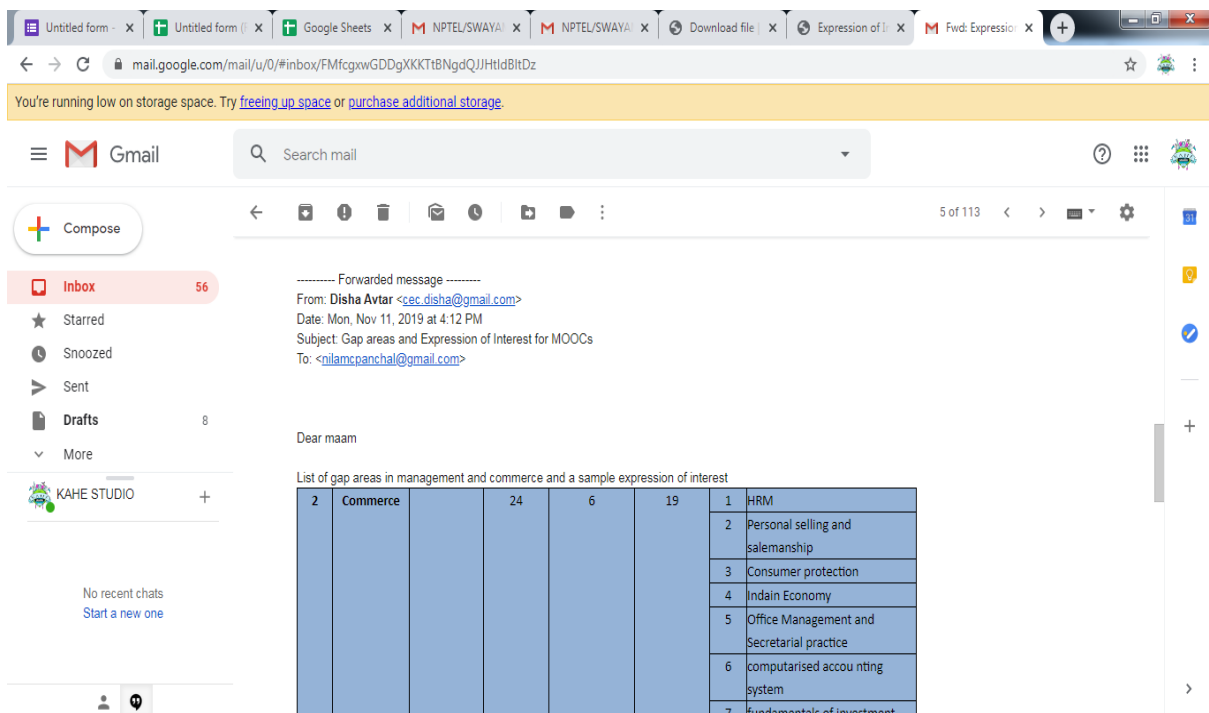 Untitled form -
Untitled form (
Google Sheets
NPTEL/SWAYA
NPTEL/SWAYA
Download file |
Expression of I
Fwd: Expressio
mail.google.com/mail/u/0/#inbox/FMfcgxwGDDgXKKTtBNgdQJJHtldBltDz
You're running low on storage space. Try freeing up space or purchase additional storage.
Gmail
Search mail
Compose
5 of 113
31
Inbox 56
Starred
Snoozed
Sent
Drafts 8
More
KAHE STUDIO
No recent chats
Start a new one
---------- Forwarded message ---------
From: Disha Avtar <cec.disha@gmail.com>
Date: Mon, Nov 11, 2019 at 4:12 PM
Subject: Gap areas and Expression of Interest for MOOCs
To: <nilamcpanchal@gmail.com>
Dear maam
List of gap areas in management and commerce and a sample expression of interest
2 Commerce 24 6 19 1 HRM
2 Personal selling and
salemanship
3 Consumer protection
4 Indain Economy
5 Office Management and
Secretarial practice
6 computarised accou nting
system
7 fundamentals of investment